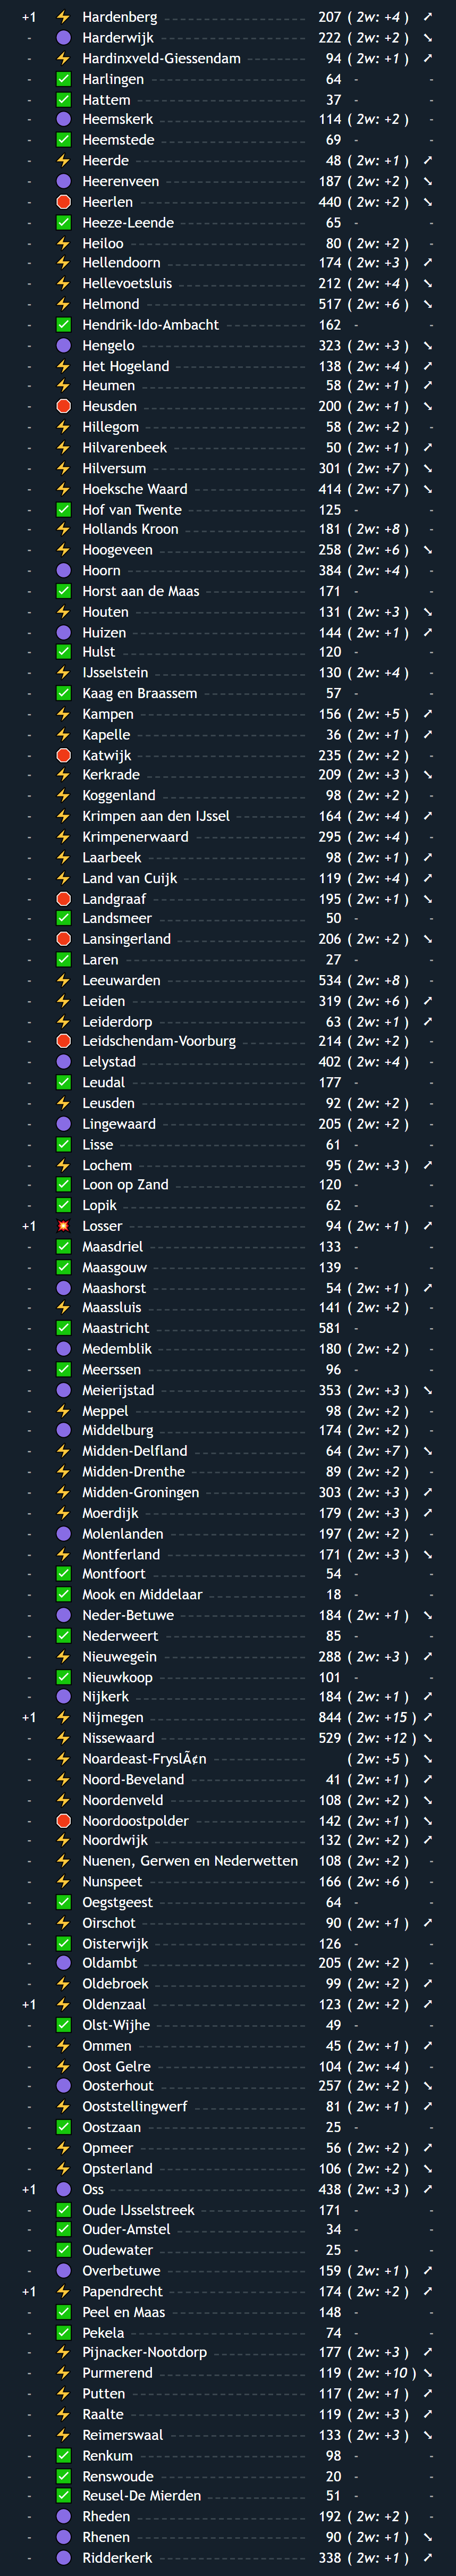 +1 ⚡ Hardenberg 207 ( 2w: +4 ) ↗
- 🟣 Harderwijk 222 ( 2w: +2 ) ↘
- ⚡ Hardinxveld-Giessendam 94 ( 2w: +1 ) ↗
- ✅ Harlingen 64 - -
- ✅ Hattem 37 - -
- 🟣 Heemskerk 114 ( 2w: +2 ) -
- ✅ Heemstede 69 - -
- ⚡ Heerde 48 ( 2w: +1 ) ↗
- 🟣 Heerenveen 187 ( 2w: +2 ) ↘
- 🛑 Heerlen 440 ( 2w: +2 ) ↘
- ✅ Heeze-Leende 65 - -
- ⚡ Heiloo 80 ( 2w: +2 ) -
- ⚡ Hellendoorn 174 ( 2w: +3 ) ↗
- ⚡ Hellevoetsluis 212 ( 2w: +4 ) ↘
- ⚡ Helmond 517 ( 2w: +6 ) ↘
- ✅ Hendrik-Ido-Ambacht 162 - -
- 🟣 Hengelo 323 ( 2w: +3 ) ↘
- ⚡ Het Hogeland 138 ( 2w: +4 ) ↗
- ⚡ Heumen 58 ( 2w: +1 ) ↗
- 🛑 Heusden 200 ( 2w: +1 ) ↘
- ⚡ Hillegom 58 ( 2w: +2 ) -
- ⚡ Hilvarenbeek 50 ( 2w: +1 ) ↗
- ⚡ Hilversum 301 ( 2w: +7 ) ↘
- ⚡ Hoeksche Waard 414 ( 2w: +7 ) ↘
- ✅ Hof van Twente 125 - -
- ⚡ Hollands Kroon 181 ( 2w: +8 ) -
- ⚡ Hoogeveen 258 ( 2w: +6 ) ↘
- 🟣 Hoorn 384 ( 2w: +4 ) -
- ✅ Horst aan de Maas 171 - -
- ⚡ Houten 131 ( 2w: +3 ) ↘
- 🟣 Huizen 144 ( 2w: +1 ) ↗
- ✅ Hulst 120 - -
- ⚡ IJsselstein 130 ( 2w: +4 ) -
- ✅ Kaag en Braassem 57 - -
- ⚡ Kampen 156 ( 2w: +5 ) ↗
- ⚡ Kapelle 36 ( 2w: +1 ) ↗
- 🛑 Katwijk 235 ( 2w: +2 ) -
- ⚡ Kerkrade 209 ( 2w: +3 ) ↘
- ⚡ Koggenland 98 ( 2w: +2 ) -
- ⚡ Krimpen aan den IJssel 164 ( 2w: +4 ) ↗
- ⚡ Krimpenerwaard 295 ( 2w: +4 ) -
- ⚡ Laarbeek 98 ( 2w: +1 ) ↗
- ⚡ Land van Cuijk 119 ( 2w: +4 ) ↗
- 🛑 Landgraaf 195 ( 2w: +1 ) ↘
- ✅ Landsmeer 50 - -
- 🛑 Lansingerland 206 ( 2w: +2 ) ↘
- ✅ Laren 27 - -
- ⚡ Leeuwarden 534 ( 2w: +8 ) -
- ⚡ Leiden 319 ( 2w: +6 ) ↗
- ⚡ Leiderdorp 63 ( 2w: +1 ) ↗
- 🛑 Leidschendam-Voorburg 214 ( 2w: +2 ) -
- 🟣 Lelystad 402 ( 2w: +4 ) -
- ✅ Leudal 177 - -
- ⚡ Leusden 92 ( 2w: +2 ) -
- 🟣 Lingewaard 205 ( 2w: +2 ) -
- ✅ Lisse 61 - -
- ⚡ Lochem 95 ( 2w: +3 ) ↗
- ✅ Loon op Zand 120 - -
- ✅ Lopik 62 - -
+1 💥 Losser 94 ( 2w: +1 ) ↗
- ✅ Maasdriel 133 - -
- ✅ Maasgouw 139 - -
- 🟣 Maashorst 54 ( 2w: +1 ) ↗
- ⚡ Maassluis 141 ( 2w: +2 ) -
- ✅ Maastricht 581 - -
- 🟣 Medemblik 180 ( 2w: +2 ) -
- ✅ Meerssen 96 - -
- 🟣 Meierijstad 353 ( 2w: +3 ) ↘
- ⚡ Meppel 98 ( 2w: +2 ) -
- 🟣 Middelburg 174 ( 2w: +2 ) -
- ⚡ Midden-Delfland 64 ( 2w: +7 ) ↘
- ⚡ Midden-Drenthe 89 ( 2w: +2 ) -
- ⚡ Midden-Groningen 303 ( 2w: +3 ) ↗
- ⚡ Moerdijk 179 ( 2w: +3 ) ↗
- 🟣 Molenlanden 197 ( 2w: +2 ) -
- ⚡ Montferland 171 ( 2w: +3 ) ↘
- ✅ Montfoort 54 - -
- ✅ Mook en Middelaar 18 - -
- 🟣 Neder-Betuwe 184 ( 2w: +1 ) ↘
- ✅ Nederweert 85 - -
- ⚡ Nieuwegein 288 ( 2w: +3 ) ↗
- ✅ Nieuwkoop 101 - -
- 🟣 Nijkerk 184 ( 2w: +1 ) ↗
+1 ⚡ Nijmegen 844 ( 2w: +15 ) ↗
- ⚡ Nissewaard 529 ( 2w: +12 ) ↘
- ⚡ Noardeast-FryslÃ¢n ( 2w: +5 ) ↘
- ⚡ Noord-Beveland 41 ( 2w: +1 ) ↗
- ⚡ Noordenveld 108 ( 2w: +2 ) ↘
- 🛑 Noordoostpolder 142 ( 2w: +1 ) ↘
- ⚡ Noordwijk 132 ( 2w: +2 ) ↗
- ⚡ Nuenen, Gerwen en Nederwetten 108 ( 2w: +2 ) -
- ⚡ Nunspeet 166 ( 2w: +6 ) -
- ✅ Oegstgeest 64 - -
- ⚡ Oirschot 90 ( 2w: +1 ) ↗
- ✅ Oisterwijk 126 - -
- 🟣 Oldambt 205 ( 2w: +2 ) -
- ⚡ Oldebroek 99 ( 2w: +2 ) ↗
+1 ⚡ Oldenzaal 123 ( 2w: +2 ) ↗
- ✅ Olst-Wijhe 49 - -
- ⚡ Ommen 45 ( 2w: +1 ) ↗
- ⚡ Oost Gelre 104 ( 2w: +4 ) -
- 🟣 Oosterhout 257 ( 2w: +2 ) ↘
- ⚡ Ooststellingwerf 81 ( 2w: +1 ) ↗
- ✅ Oostzaan 25 - -
- ⚡ Opmeer 56 ( 2w: +2 ) ↗
- ⚡ Opsterland 106 ( 2w: +2 ) ↘
+1 🟣 Oss 438 ( 2w: +3 ) ↗
- ✅ Oude IJsselstreek 171 - -
- ✅ Ouder-Amstel 34 - -
- ✅ Oudewater 25 - -
- 🟣 Overbetuwe 159 ( 2w: +1 ) ↗
+1 ⚡ Papendrecht 174 ( 2w: +2 ) ↗
- ✅ Peel en Maas 148 - -
- ✅ Pekela 74 - -
- ⚡ Pijnacker-Nootdorp 177 ( 2w: +3 ) ↗
- ⚡ Purmerend 119 ( 2w: +10 ) ↘
- ⚡ Putten 117 ( 2w: +1 ) ↗
- ⚡ Raalte 119 ( 2w: +3 ) ↗
- ⚡ Reimerswaal 133 ( 2w: +3 ) ↘
- ✅ Renkum 98 - -
- ✅ Renswoude 20 - -
- ✅ Reusel-De Mierden 51 - -
- 🟣 Rheden 192 ( 2w: +2 ) -
- 🟣 Rhenen 90 ( 2w: +1 ) ↘
- 🟣 Ridderkerk 338 ( 2w: +1 ) ↗